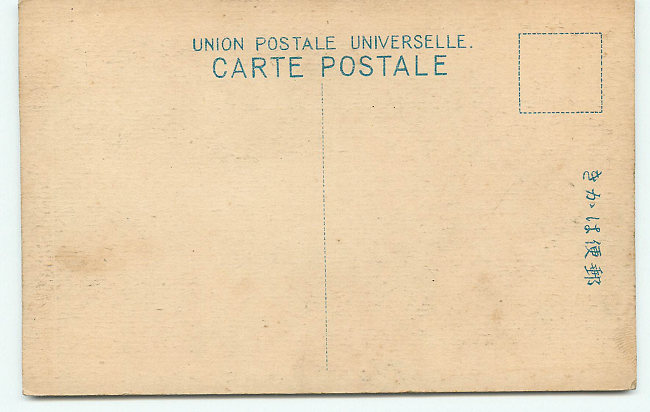 UNION POSTALE UNIVERSELLE.
CARTE POSTALE
郵便はかき